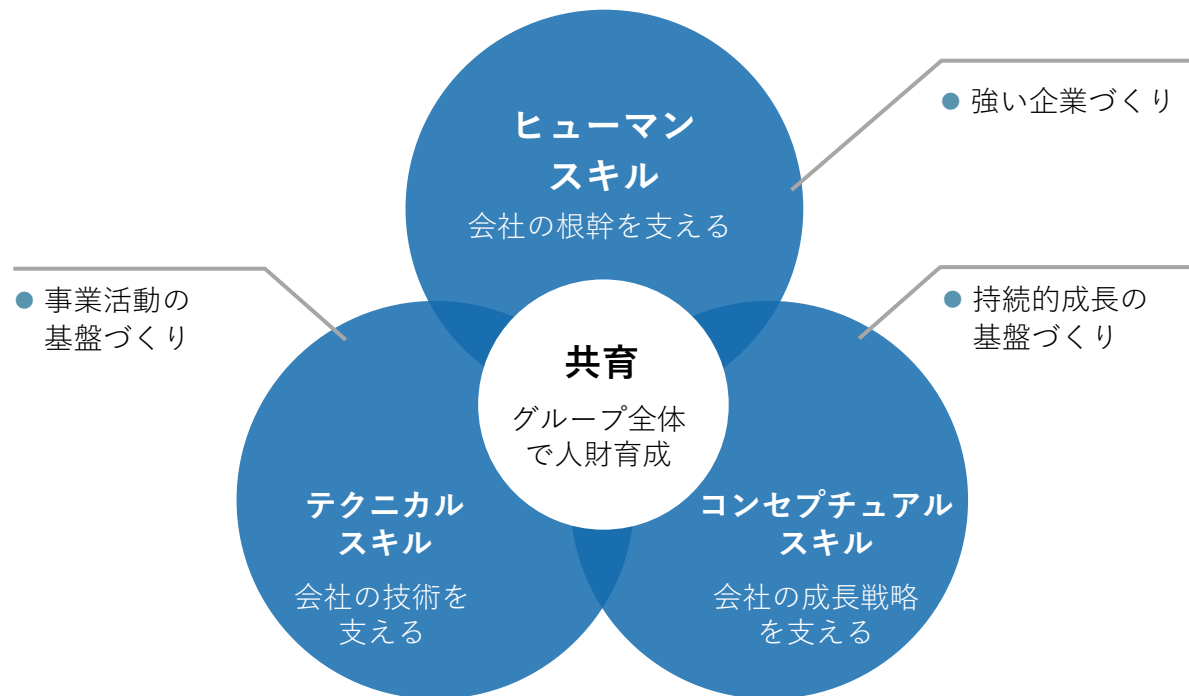 ヒューマン
スキル
会社の根幹を支える
● 強い企業づくり
● 事業活動の
基盤づくり
● 持続的成長の
基盤づくり
共育
グループ全体
で人財育成
テクニカル
スキル
会社の技術を
支える
コンセプチュアル
スキル
会社の成長戦略
を支える